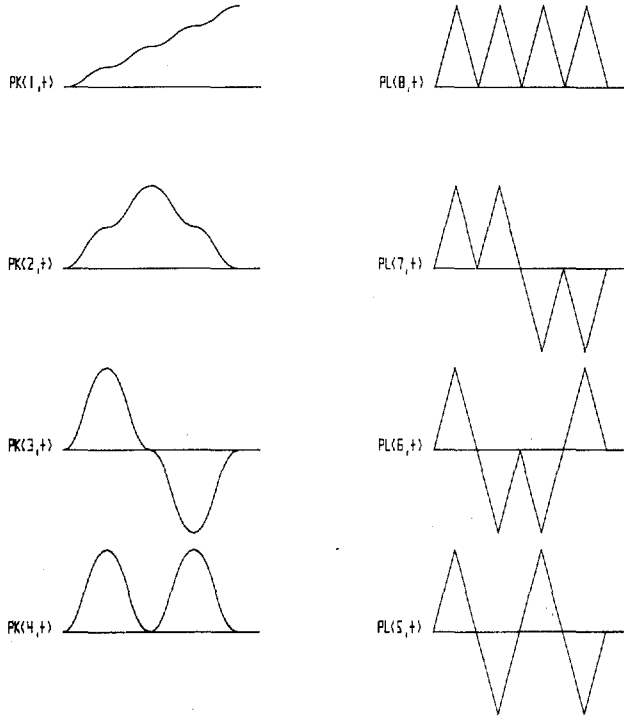 PK(1,t)
PL(8,t)
PK(2,t)
PL(7,t)
PK(3,t)
PL(6,t)
PK(4,t)
PL(5,t)